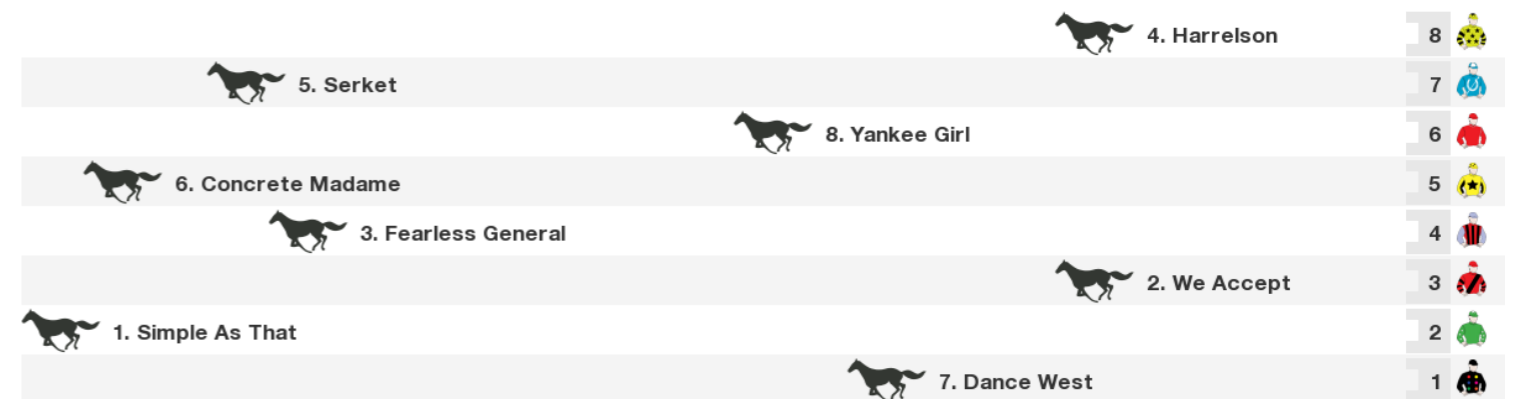 4. Harrelson 8
5. Serket 7
8. Yankee Girl 6
6. Concrete Madame 5
3. Fearless General 4
2. We Accept 3
1. Simple As That 2
7. Dance West 1